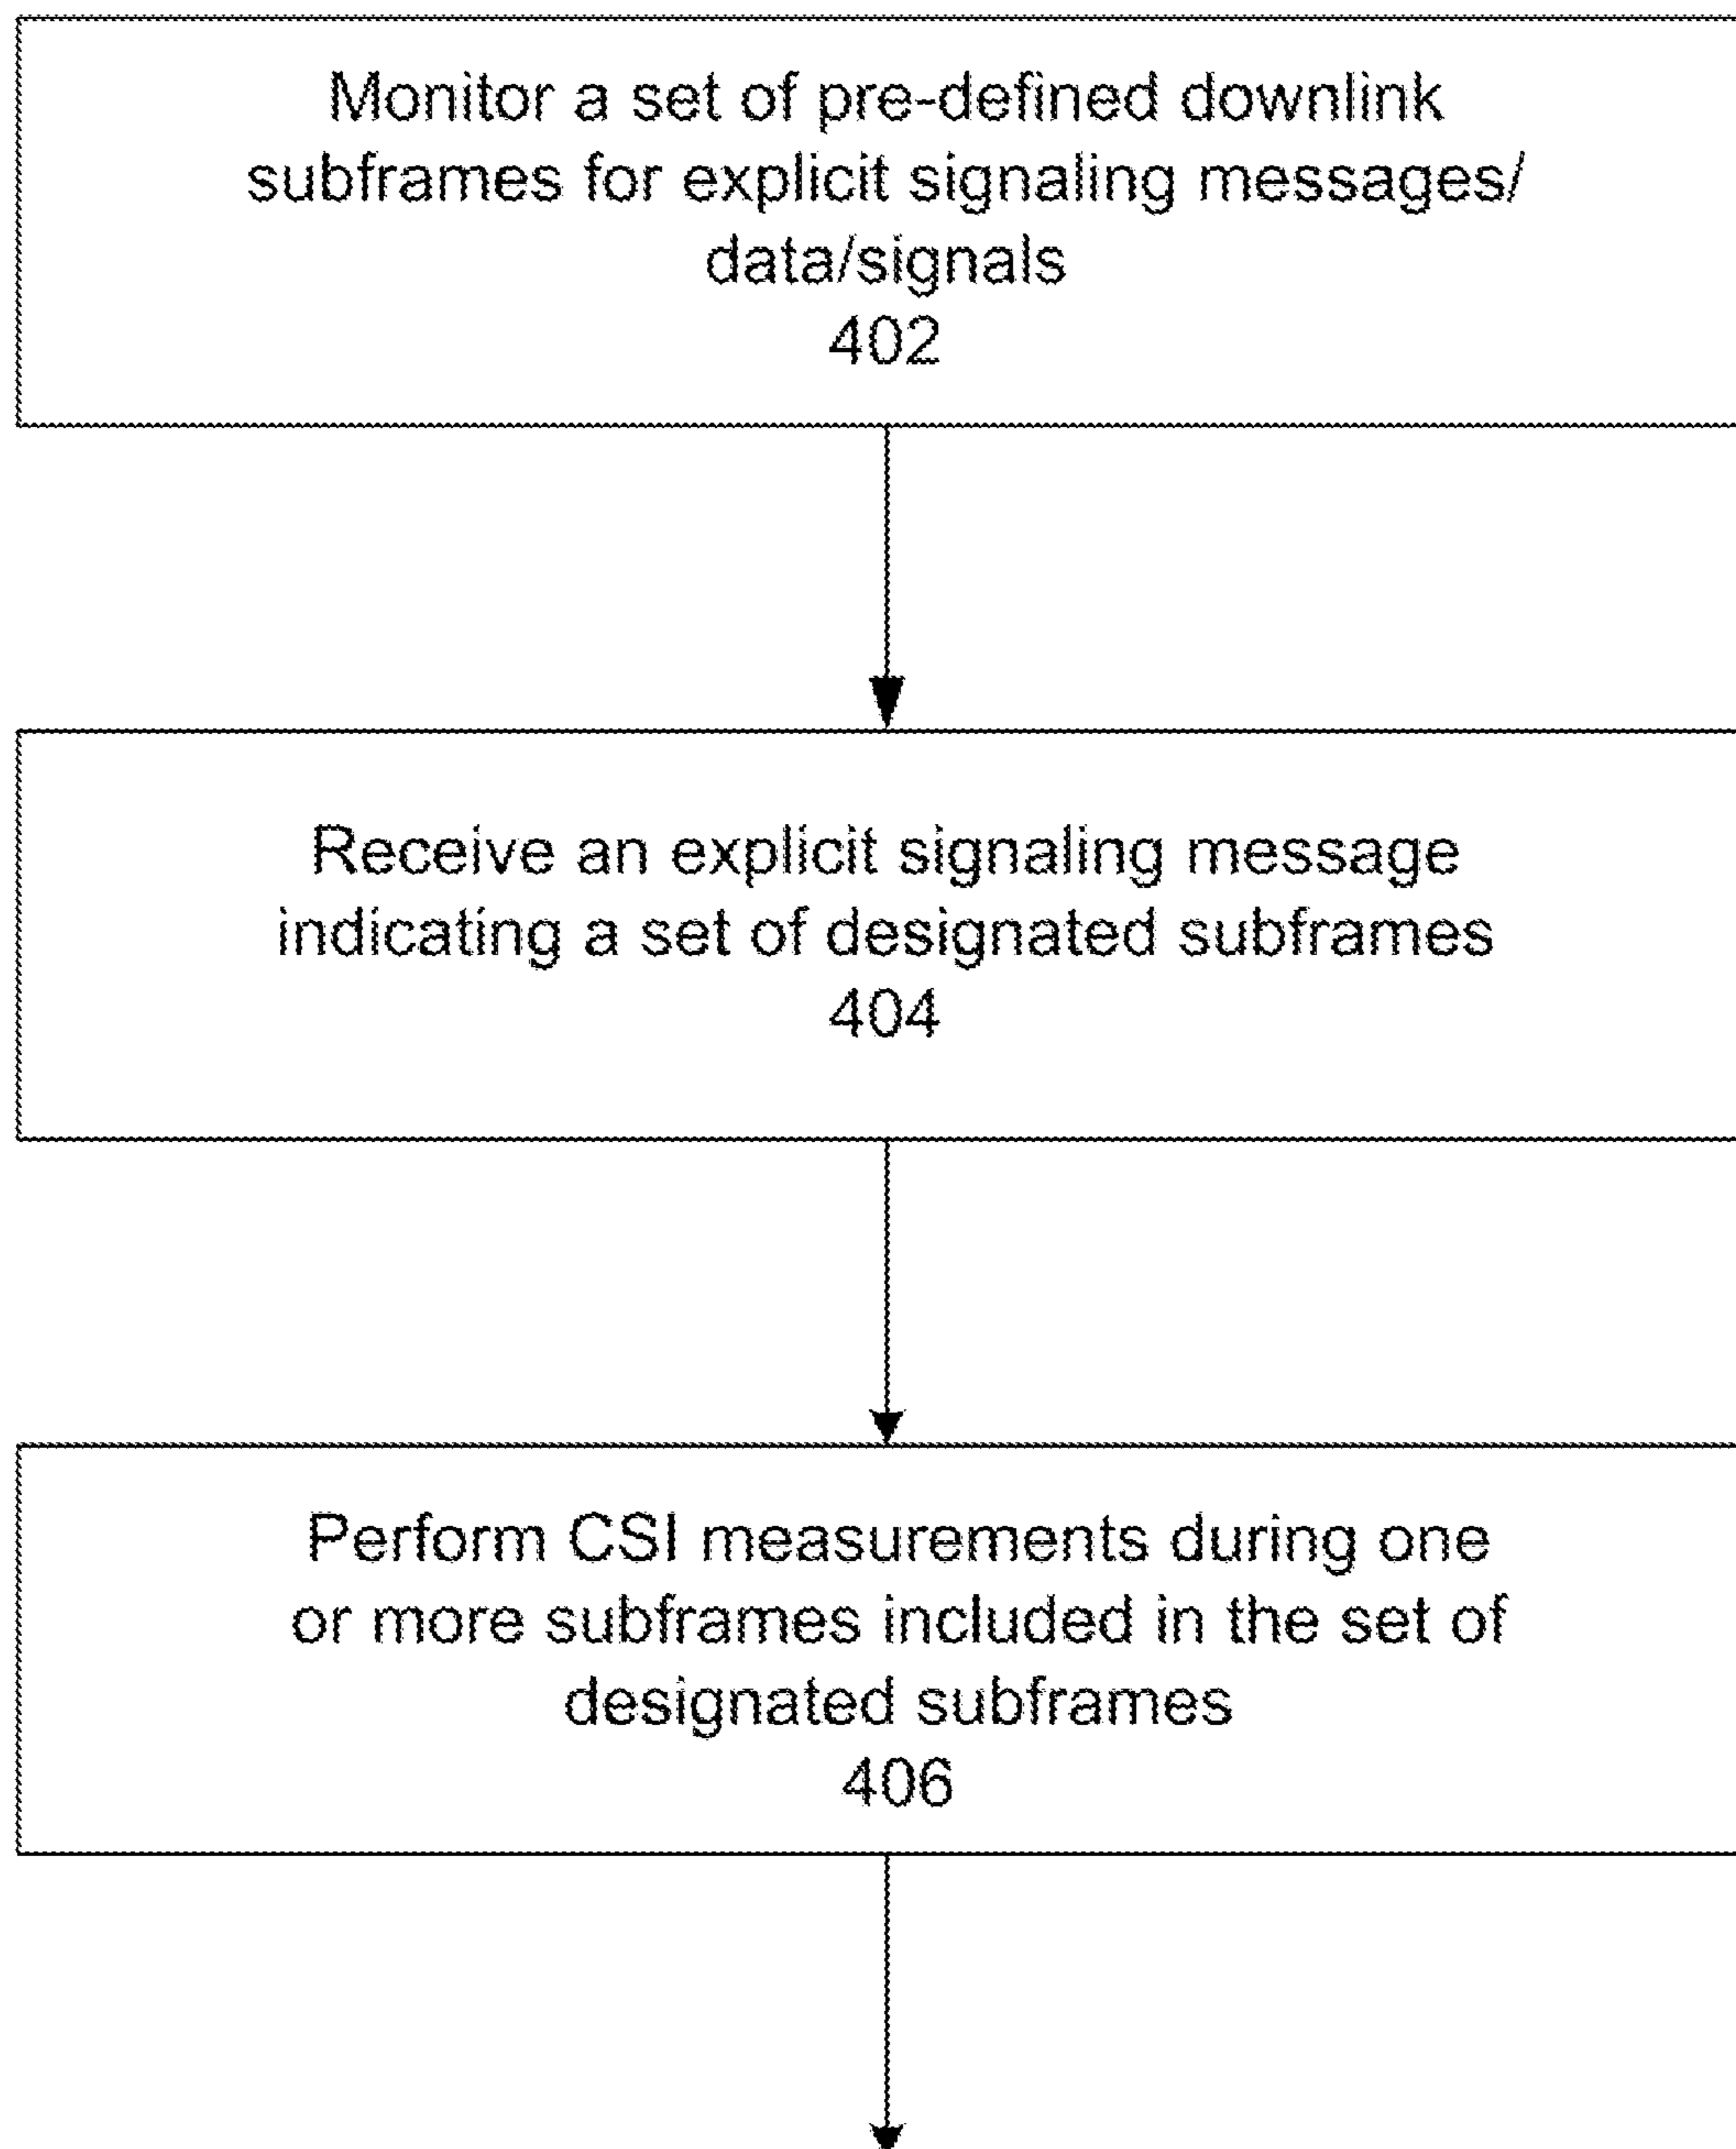 Monitor a set of pre-defined downlink
subframes for explicit signaling messages/
data/signals
402
Receive an explicit signaling message
indicating a set of designated subframes
404
Perform CSI measurements during one
or more subframes included in the set of
designated subframes
406